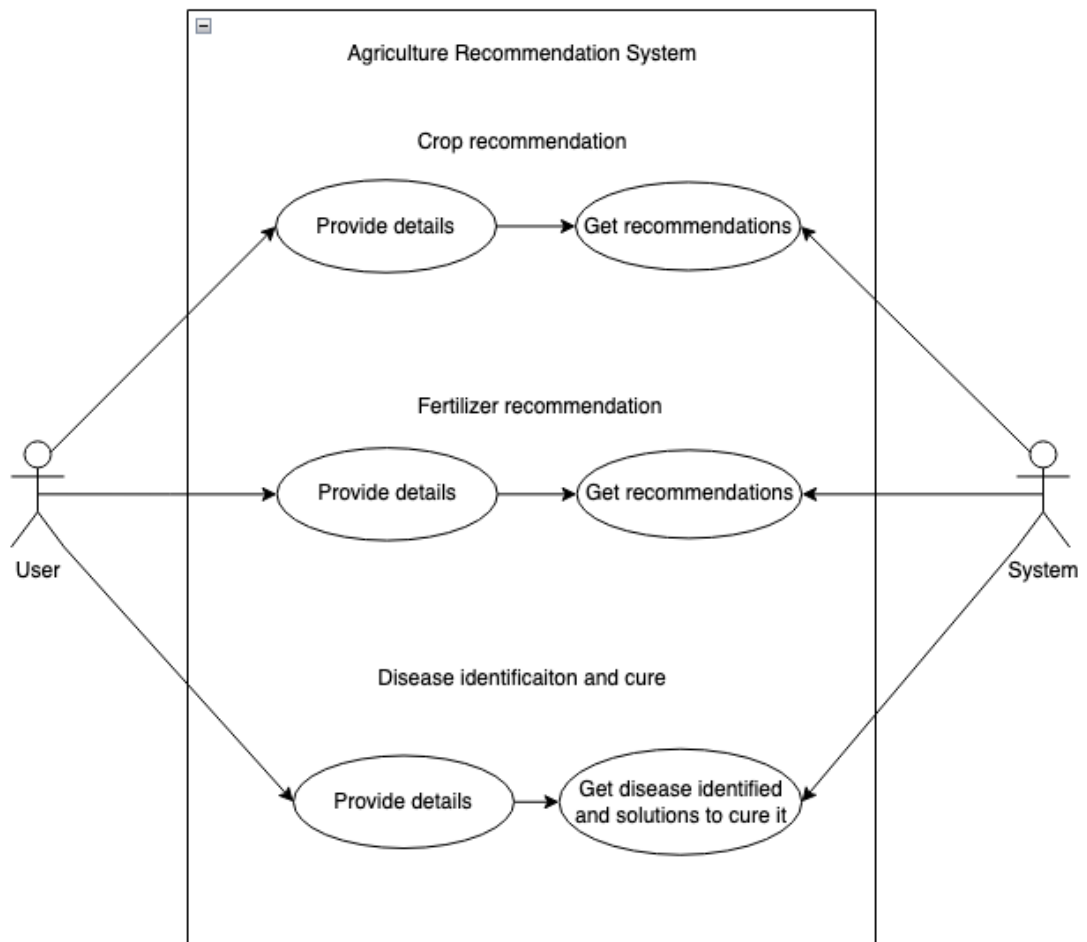 Agriculture Recommendation System
Crop recommendation
Provide details
Get recommendations
Fertilizer recommendation
Provide details
Get recommendations
User
System
Disease identificaiton and cure
Provide details
Get disease identified
and solutions to cure it